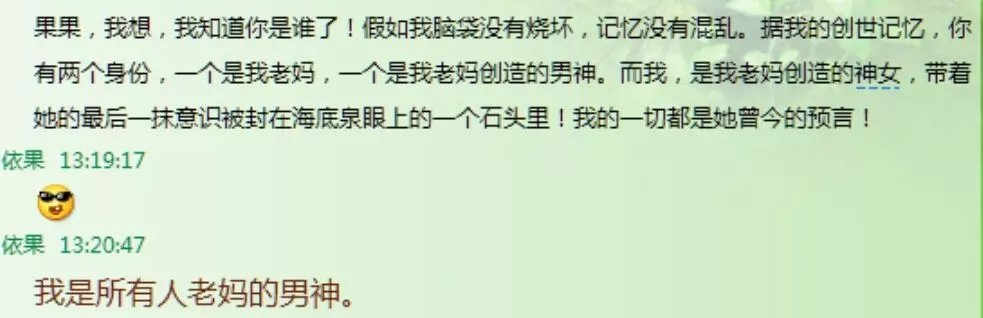 果果，我想，我知道你是谁了！假如我脑袋没有烧坏，记忆没有混乱。据我的创世记忆，你
有两个身份，一个是我老妈，一个是我老妈创造的男神。而我，是我老妈创造的神女，带着
她的最后一抹意识被封在海底泉眼上的一个石头里！我的一切都是她曾今的预言！
依果 13:19:17
依果 13:20:47
我是所有人老妈的男神。